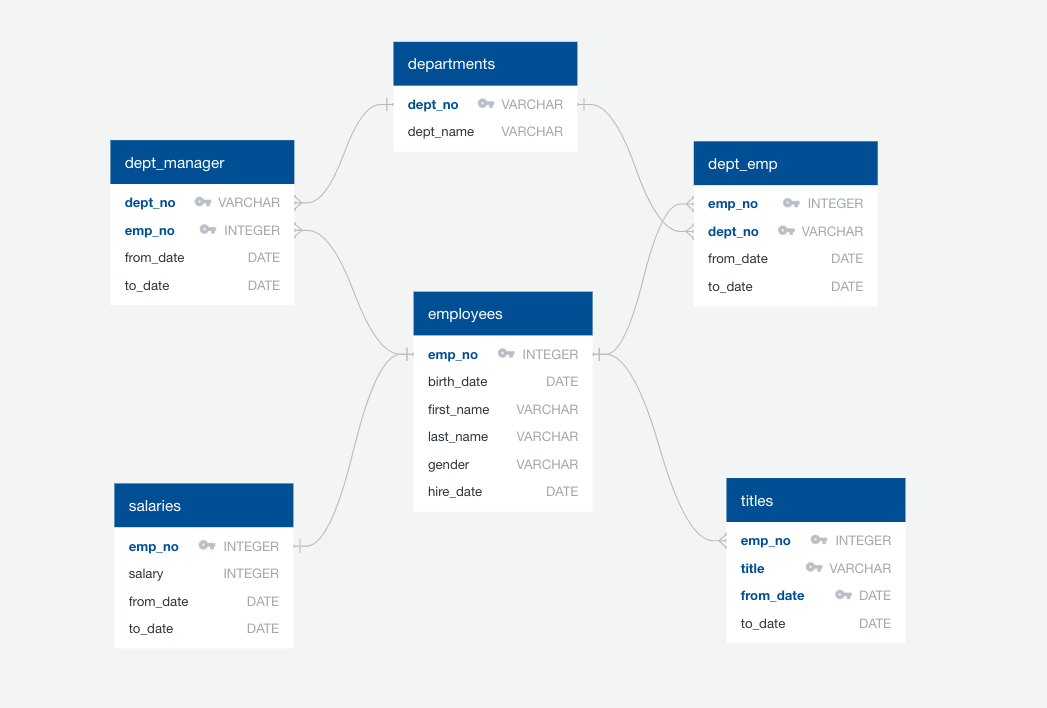 departments
dept_no VARCHAR
dept_name VARCHAR
dept_manager
dept_no VARCHAR
emp_no INTEGER
from_date DATE
to_date DATE
dept_emp
emp_no INTEGER
dept_no VARCHAR
from_date DATE
to_date DATE
employees
emp_no INTEGER
birth_date DATE
first_name VARCHAR
last_name VARCHAR
gender VARCHAR
hire_date DATE
salaries
emp_no INTEGER
salary INTEGER
from_date DATE
to_date DATE
titles
emp_no INTEGER
title VARCHAR
from_date DATE
to_date DATE